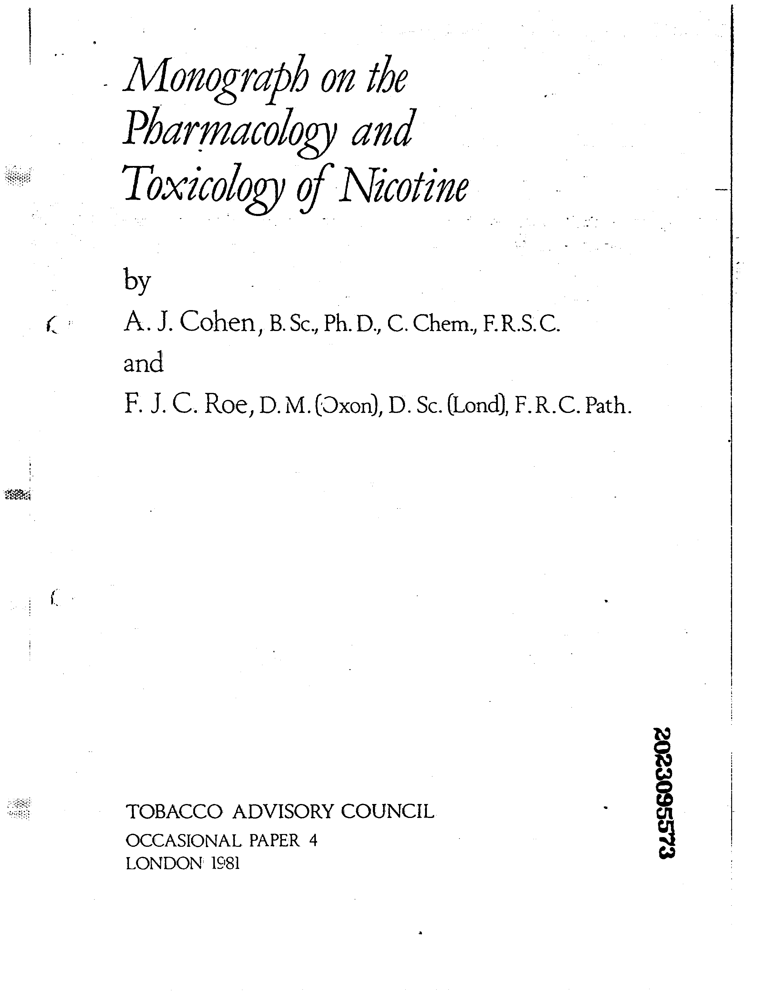 Monograph on the
Pharmacology and
Toxicology of Nicotine
by
A. J. Cohen, B. Sc., Ph. D., C. Chem., F. R. S. C.
and
F. J. C. Roe, D. M. (Oxon), D. Sc. (Lond), F. R. C. Path.
TOBACCO ADVISORY COUNCIL
OCCASIONAL PAPER 4
LONDON 1981
2023095573